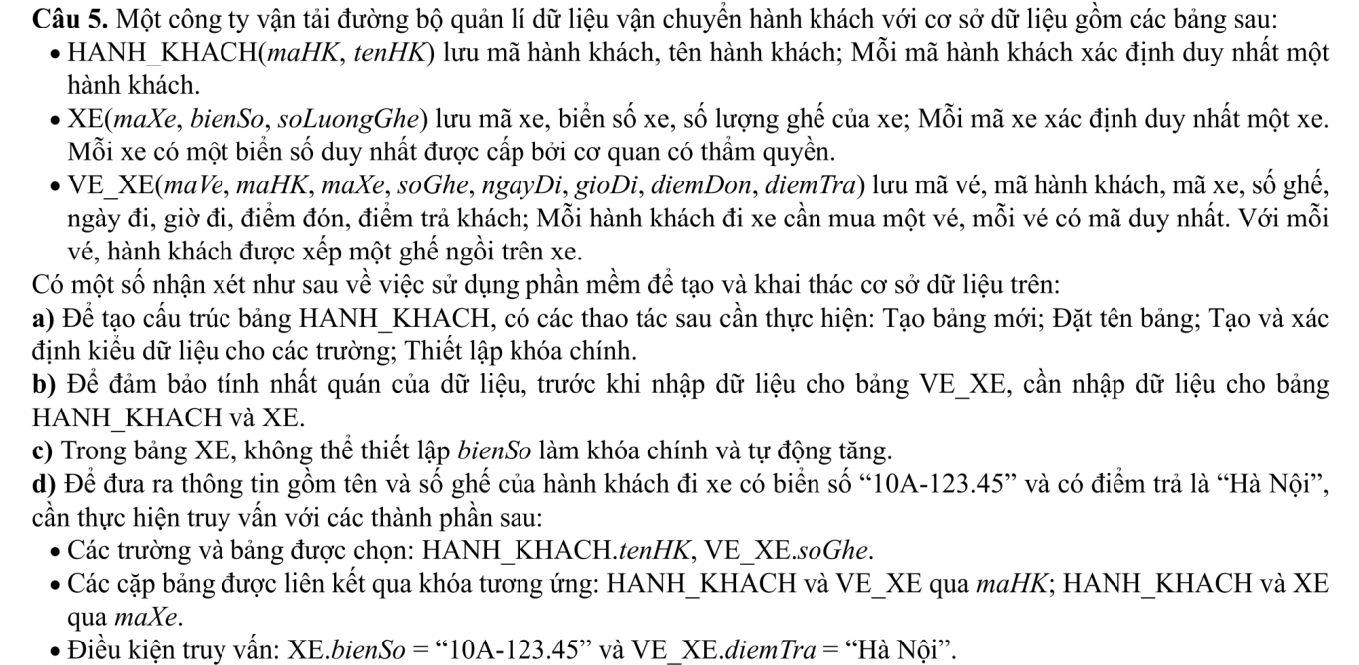 Câu 5. Một công ty vận tải đường bộ quản lí dữ liệu vận chuyển hành khách với cơ sở dữ liệu gồm các bảng sau:
• HANH_KHACH(maHK, tenHK) lưu mã hành khách, tên hành khách; Mỗi mã hành khách xác định duy nhất một
hành khách.
• XE(maXe, bienSo, soLuongGhe) lưu mã xe, biển số xe, số lượng ghế của xe; Mỗi mã xe xác định duy nhất một xe.
Mỗi xe có một biển số duy nhất được cấp bởi cơ quan có thẩm quyền.
• VE_XE(maVe, maHK, maXe, soGhe, ngayDi, gioDi, diemDon, diemTra) lưu mã vé, mã hành khách, mã xe, số ghế,
ngày đi, giờ đi, điểm đón, điểm trả khách; Mỗi hành khách đi xe cần mua một vé, mỗi vé có mã duy nhất. Với mỗi
vé, hành khách được xếp một ghế ngồi trên xe.
Có một số nhận xét như sau về việc sử dụng phần mềm để tạo và khai thác cơ sở dữ liệu trên:
a) Để tạo cấu trúc bảng HANH_KHACH, có các thao tác sau cần thực hiện: Tạo bảng mới; Đặt tên bảng; Tạo và xác
định kiểu dữ liệu cho các trường; Thiết lập khóa chính.
b) Để đảm bảo tính nhất quán của dữ liệu, trước khi nhập dữ liệu cho bảng VE_XE, cần nhập dữ liệu cho bảng
HANH_KHACH và XE.
c) Trong bảng XE, không thể thiết lập bienSo làm khóa chính và tự động tăng.
d) Để đưa ra thông tin gồm tên và số ghế của hành khách đi xe có biển số “10A-123.45” và có điểm trả là “Hà Nội”,
cần thực hiện truy vấn với các thành phần sau:
• Các trường và bảng được chọn: HANH_KHACH.tenHK, VE_XE.soGhe.
• Các cặp bảng được liên kết qua khóa tương ứng: HANH_KHACH và VE_XE qua maHK; HANH_KHACH và XE
qua maXe.
• Điều kiện truy vấn: XE.bienSo = “10A-123.45” và VE_XE.diemTra = “Hà Nội”.